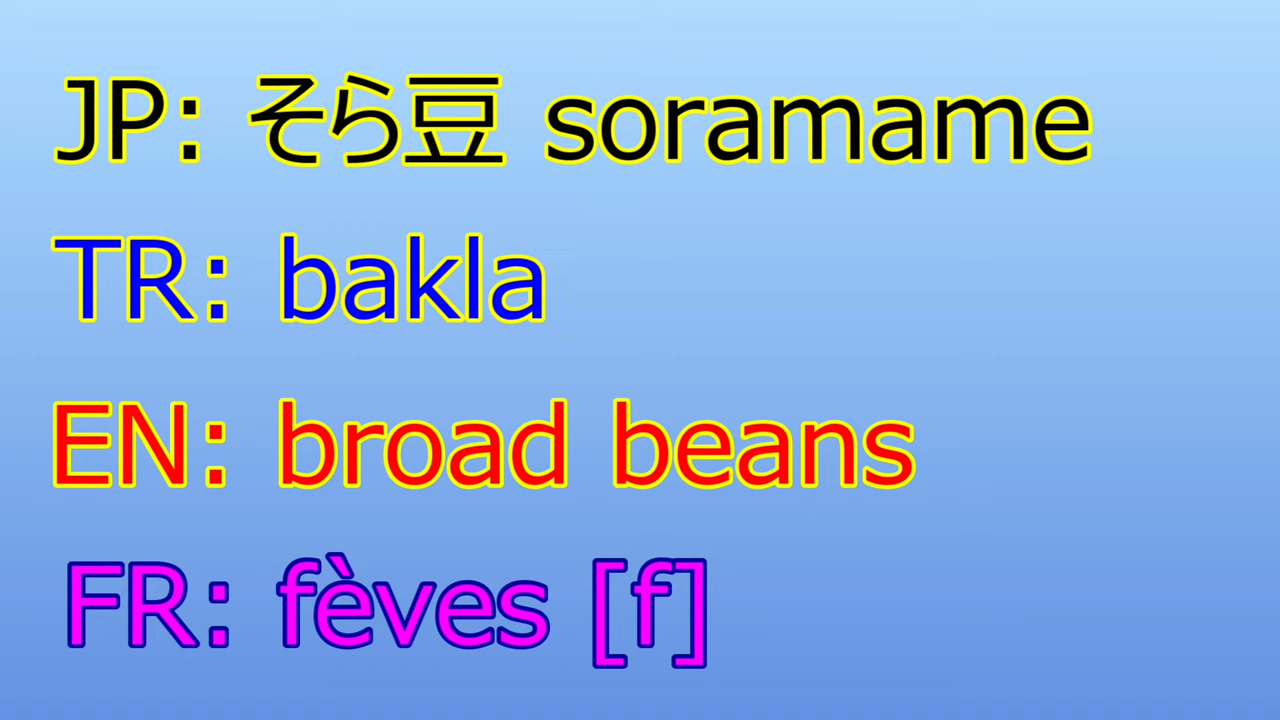 JP: そら豆 soramame
TR: bakla
EN: broad beans
FR: fèves [f]